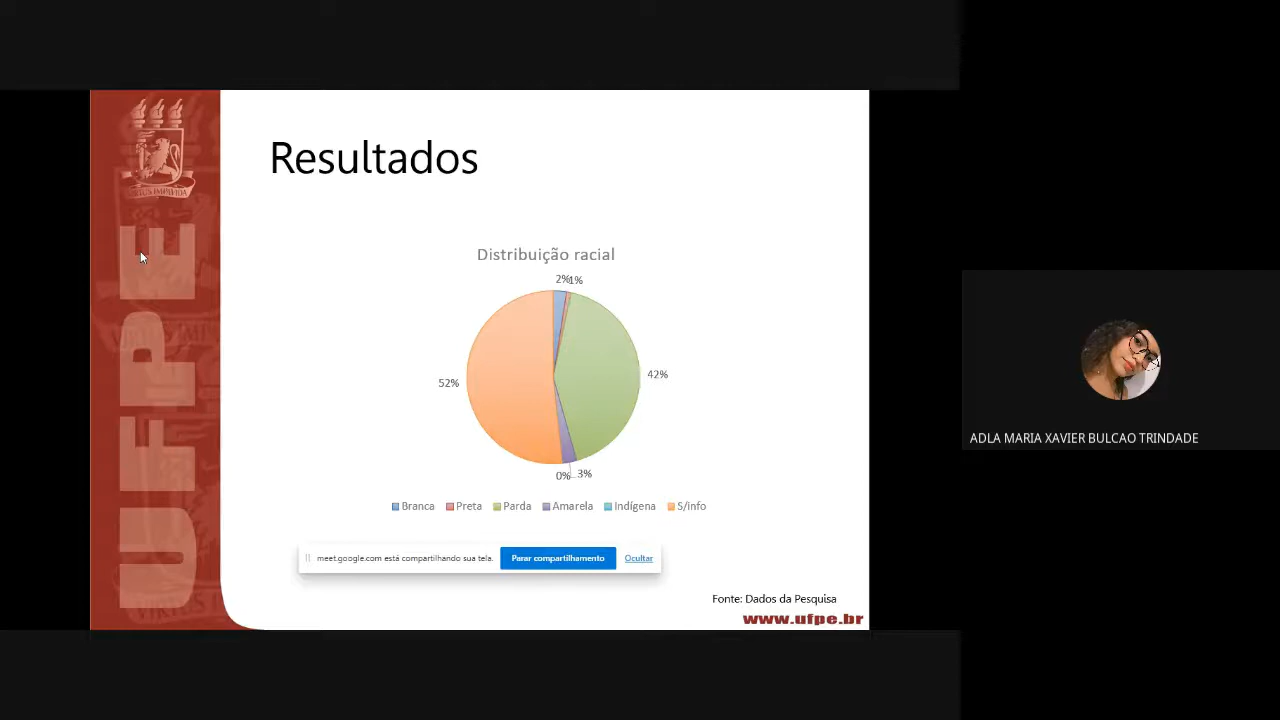 UFPE
VIRTUS IMPAVIDA
Resultados
Distribuição racial
2%
1%
42%
52%
0%
3%
Branca Preta Parda Amarela Indígena S/info
meet.google.com está compartilhando sua tela. Parar compartilhamento Ocultar
Fonte: Dados da Pesquisa
www.ufpe.br
ADLA MARIA XAVIER BULCAO TRINDADE